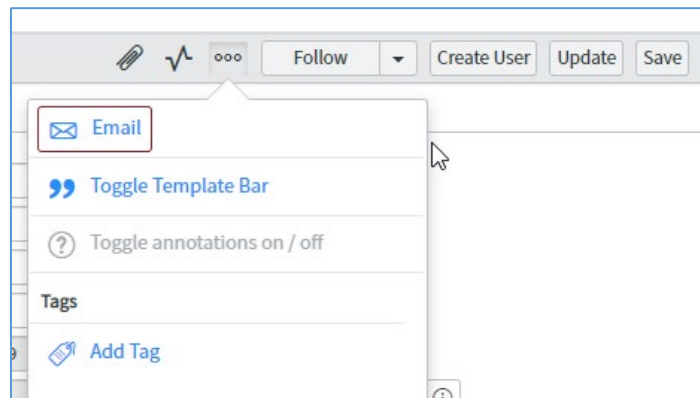 Follow
Create User
Update
Save
Email
Toggle Template Bar
Toggle annotations on / off
Tags
Add Tag